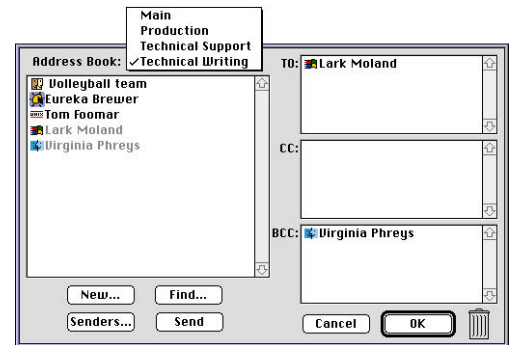 Main
Production
Technical Support
✓Technical Writing
Address Book:
Volleyball team
Eureka Brewer
UNIX Tom Foomar
Lark Moland
Virginia Phreys
New... Find...
Senders... Send
TO: Lark Moland
CC:
BCC: Virginia Phreys
Cancel OK